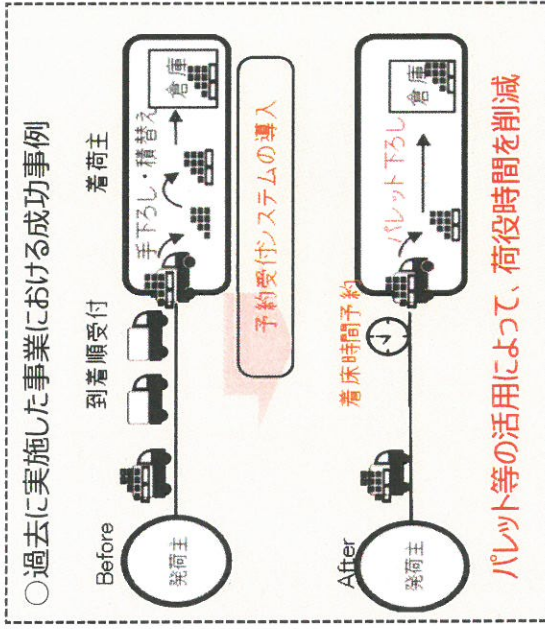 ○過去に実施した事業における成功事例
Before
到着順受付
着荷主
発荷主
手下ろし・積替え
倉庫
予約受付システムの導入
After
着床時間予約
発荷主
パレット下ろし
倉庫
パレット等の活用によって、荷役時間を削減